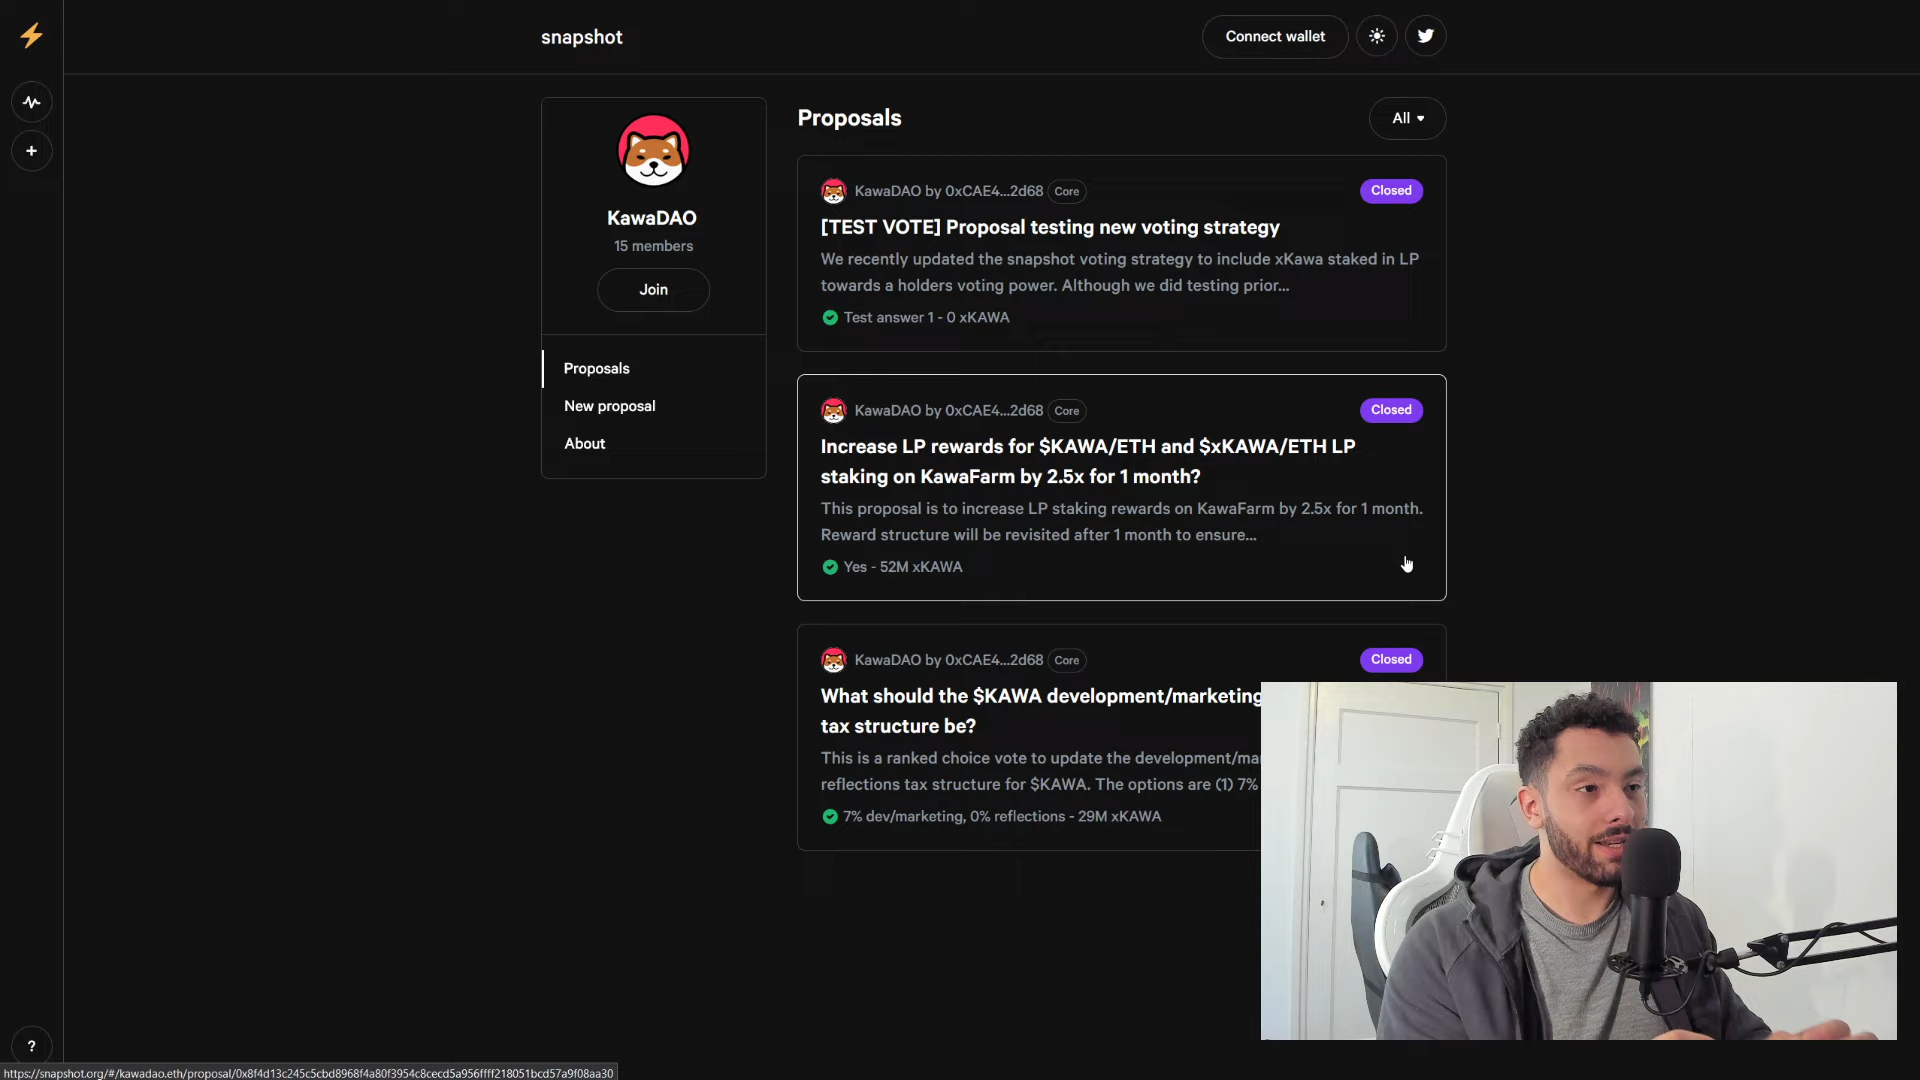 snapshot
Connect wallet
KawaDAO
15 members
Join
Proposals
New proposal
About
Proposals
All
KawaDAO by 0xCAE4...2d68 Core
Closed
[TEST VOTE] Proposal testing new voting strategy
We recently updated the snapshot voting strategy to include xKawa staked in LP
towards a holders voting power. Although we did testing prior...
Test answer 1 - 0 xKAWA
KawaDAO by 0xCAE4...2d68 Core
Closed
Increase LP rewards for $KAWA/ETH and $xKAWA/ETH LP
staking on KawaFarm by 2.5x for 1 month?
This proposal is to increase LP staking rewards on KawaFarm by 2.5x for 1 month.
Reward structure will be revisited after 1 month to ensure...
Yes - 52M xKAWA
KawaDAO by 0xCAE4...2d68 Core
Closed
What should the $KAWA development/marketing
tax structure be?
This is a ranked choice vote to update the development/ma
reflections tax structure for $KAWA. The options are (1) 7%
7% dev/marketing, 0% reflections - 29M xKAWA
?
https://snapshot.org/#/kawadao.eth/proposal/0x8f4d13c245c5cbd8968f4a80f3954c8cecd5a956ffff218051bcd57a9f08aa30